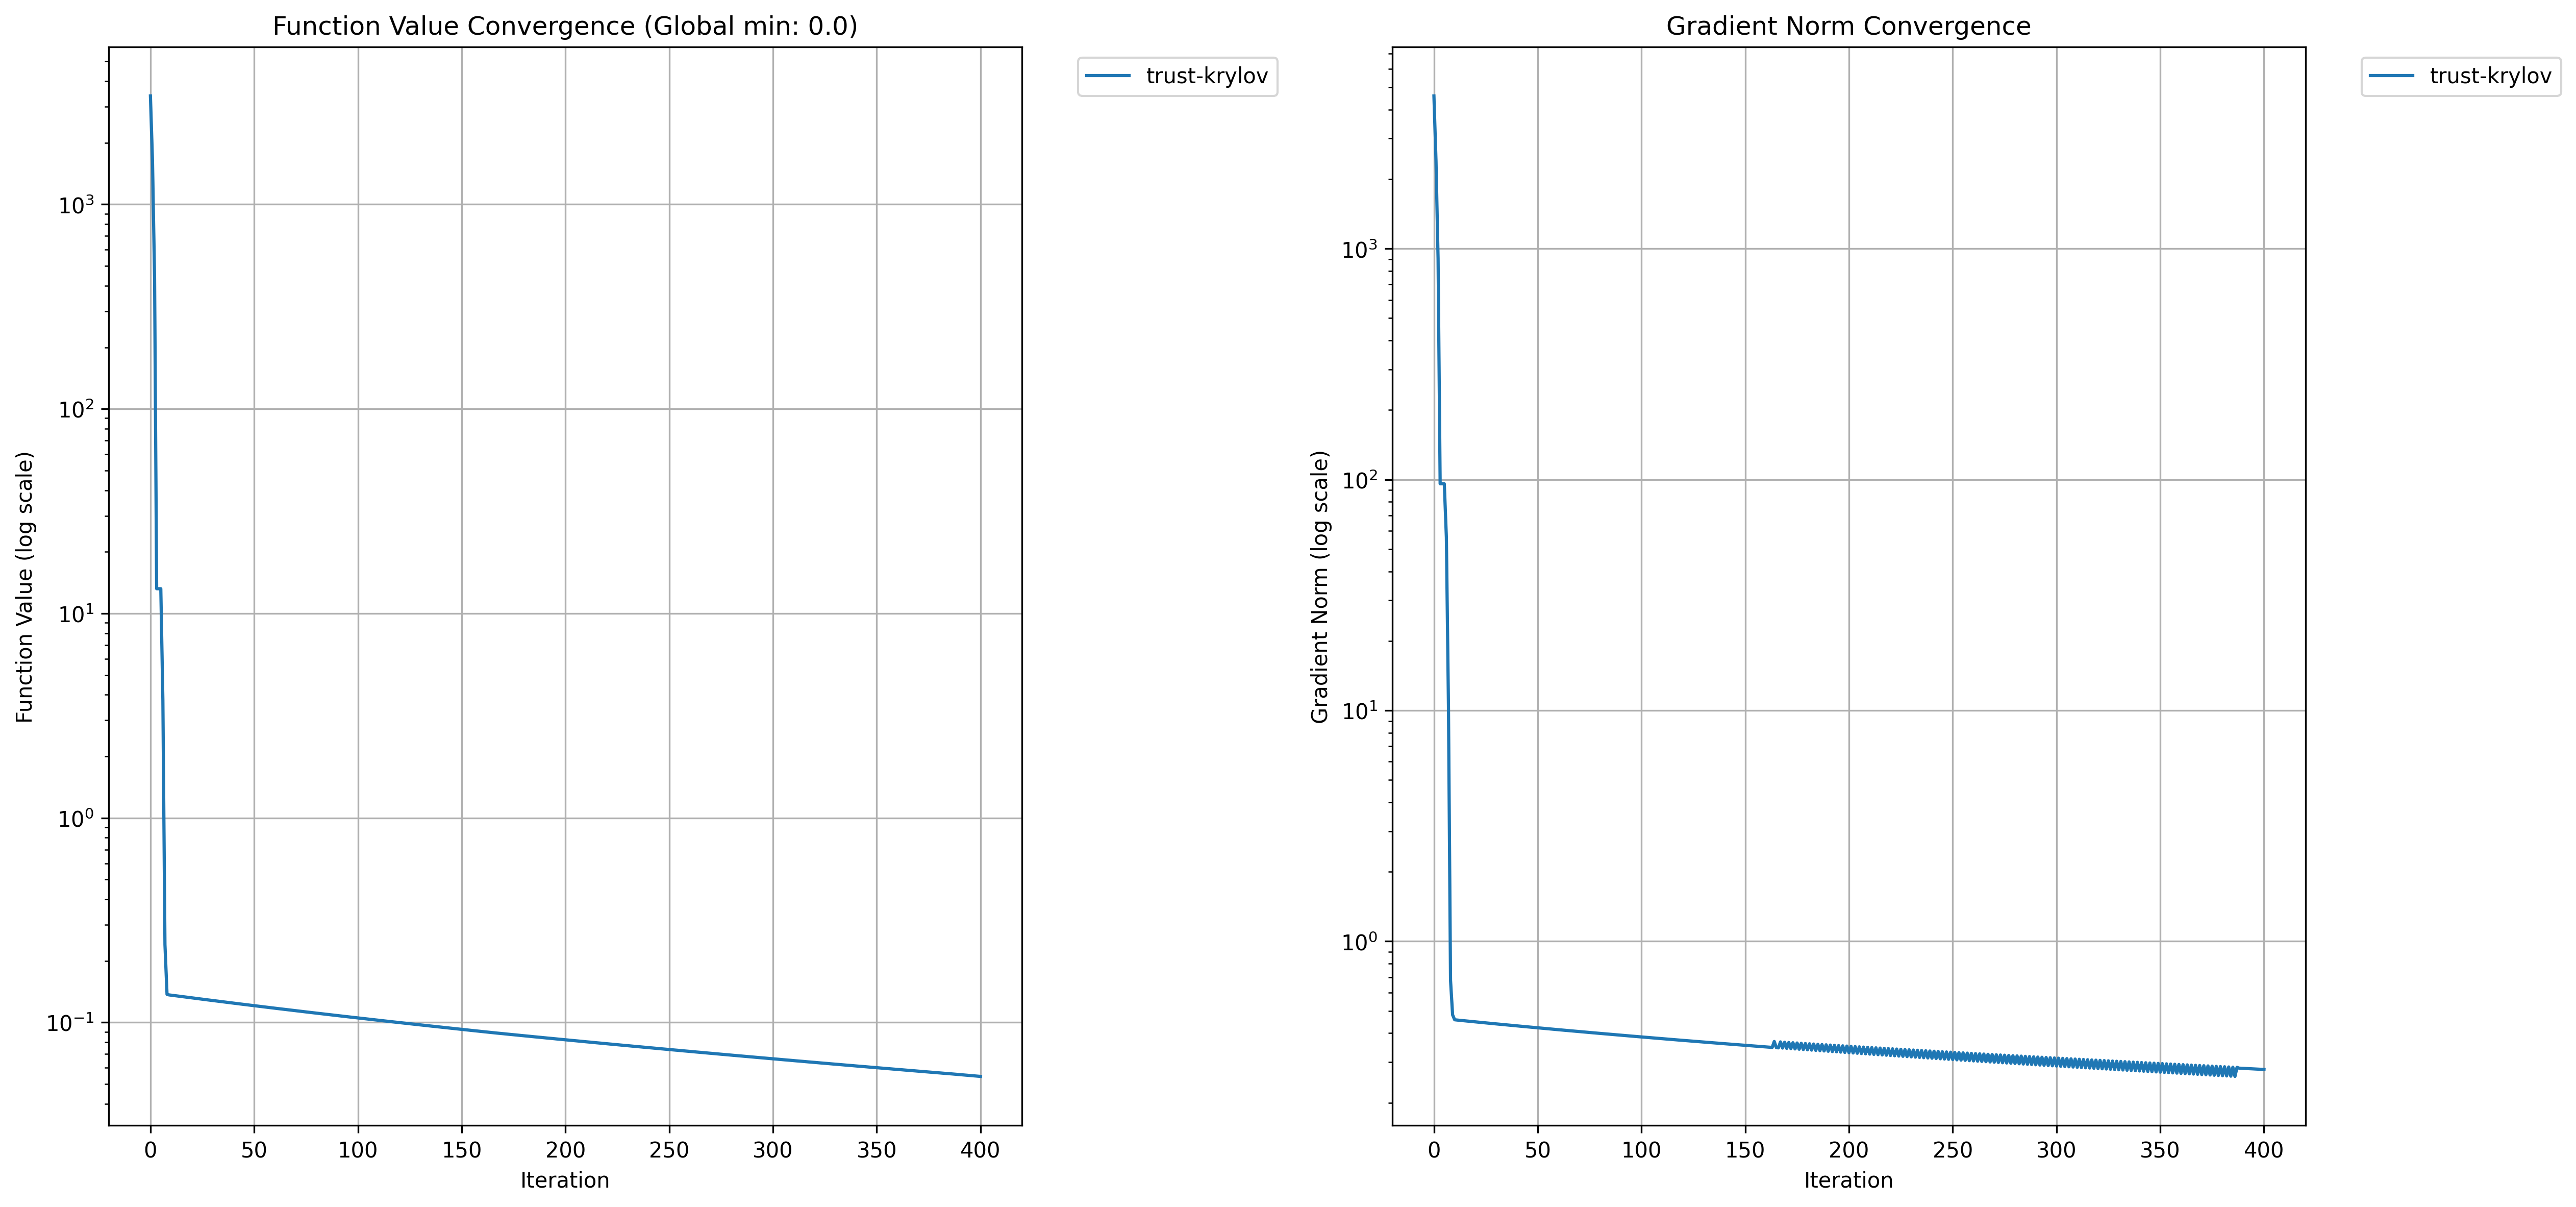 Function Value Convergence (Global min: 0.0)
trust-krylov
Function Value (log scale)
10³
10²
10¹
10⁰
10⁻¹
0 50 100 150 200 250 300 350 400
Iteration
Gradient Norm Convergence
trust-krylov
Gradient Norm (log scale)
10³
10²
10¹
10⁰
0 50 100 150 200 250 300 350 400
Iteration